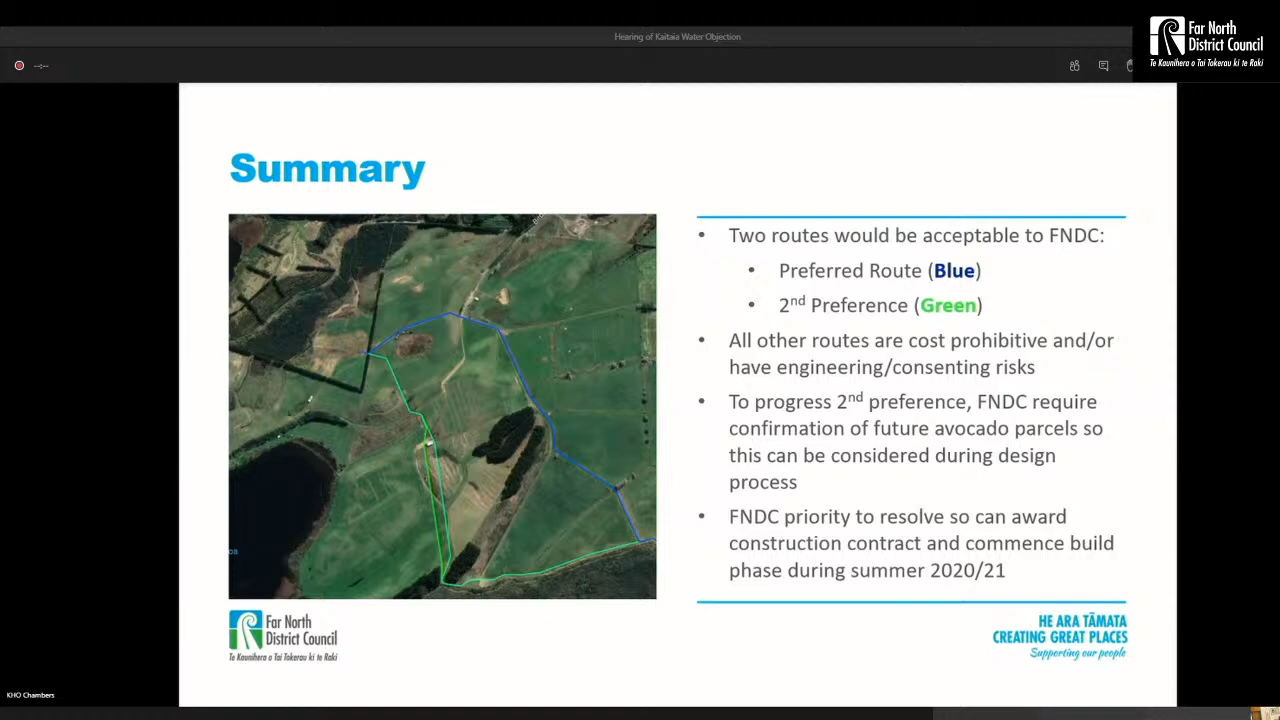 Hearing of Kaitaia Water Objection
Far North
District Council
Te Kaunihera o Tai Tokerau ki te Raki
--:--
Summary
• Two routes would be acceptable to FNDC:
• Preferred Route (Blue)
• 2nd Preference (Green)
• All other routes are cost prohibitive and/or
have engineering/consenting risks
• To progress 2nd preference, FNDC require
confirmation of future avocado parcels so
this can be considered during design
process
• FNDC priority to resolve so can award
construction contract and commence build
phase during summer 2020/21
Far North
District Council
Te Kaunihera o Tai Tokerau ki te Raki
HE ARA TĀMATA
CREATING GREAT PLACES
Supporting our people
KHO Chambers